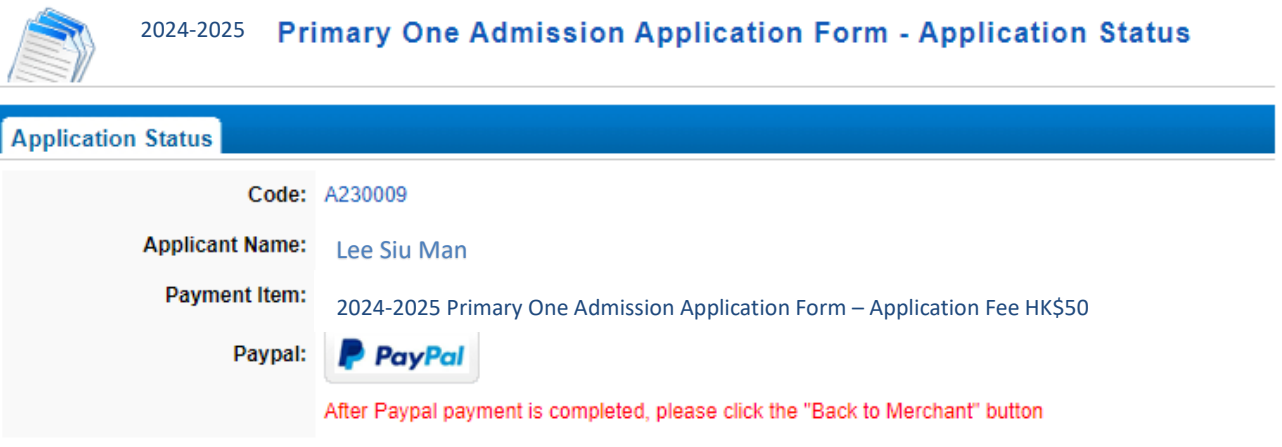 2024-2025 Primary One Admission Application Form - Application Status
Application Status
Code: A230009
Applicant Name: Lee Siu Man
Payment Item: 2024-2025 Primary One Admission Application Form – Application Fee HK$50
Paypal: PayPal
After Paypal payment is completed, please click the "Back to Merchant" button